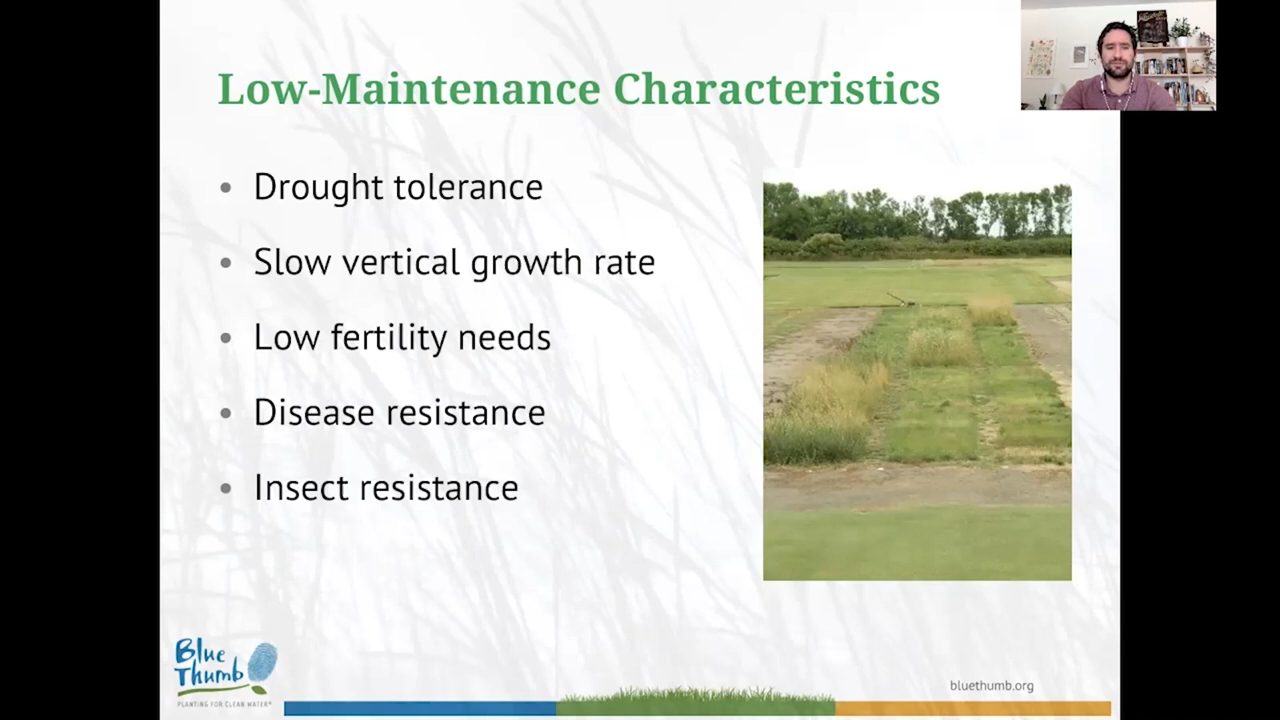 Low-Maintenance Characteristics
• Drought tolerance
• Slow vertical growth rate
• Low fertility needs
• Disease resistance
• Insect resistance
Blue
Thumb
PLANTING FOR CLEAN WATER®
bluethumb.org